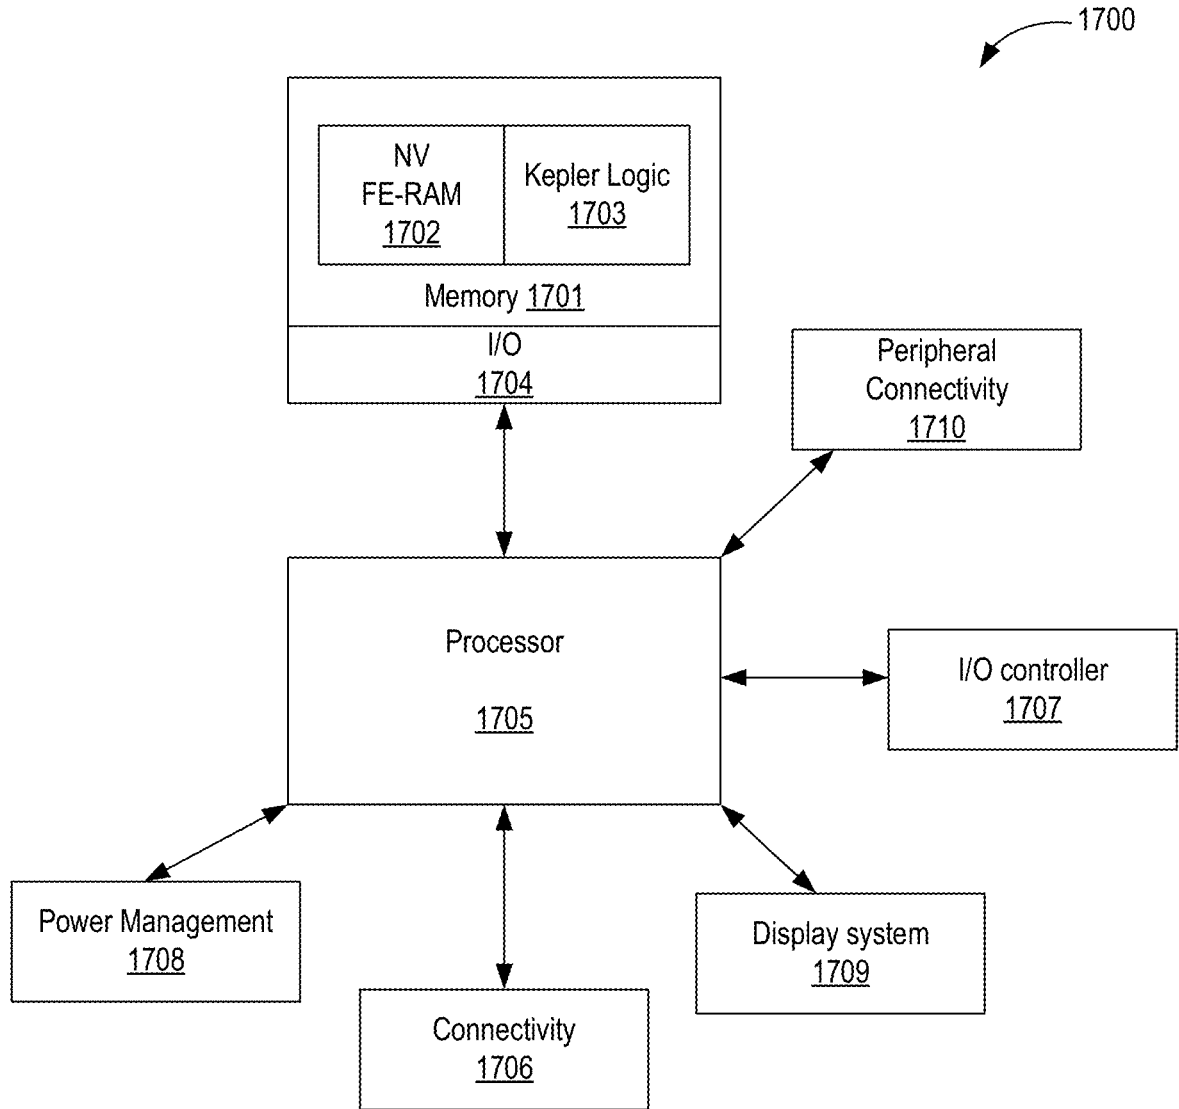 1700
NV
FE-RAM
1702
Kepler Logic
1703
Memory 1701
I/O
1704
Peripheral
Connectivity
1710
Processor
1705
I/O controller
1707
Power Management
1708
Display system
1709
Connectivity
1706